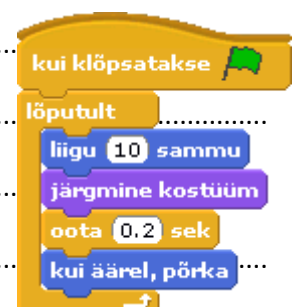 kui klõpsatakse
lõputult
liigu 10 sammu
järgmine kostüüm
oota 0.2 sek
kui äärel, põrka